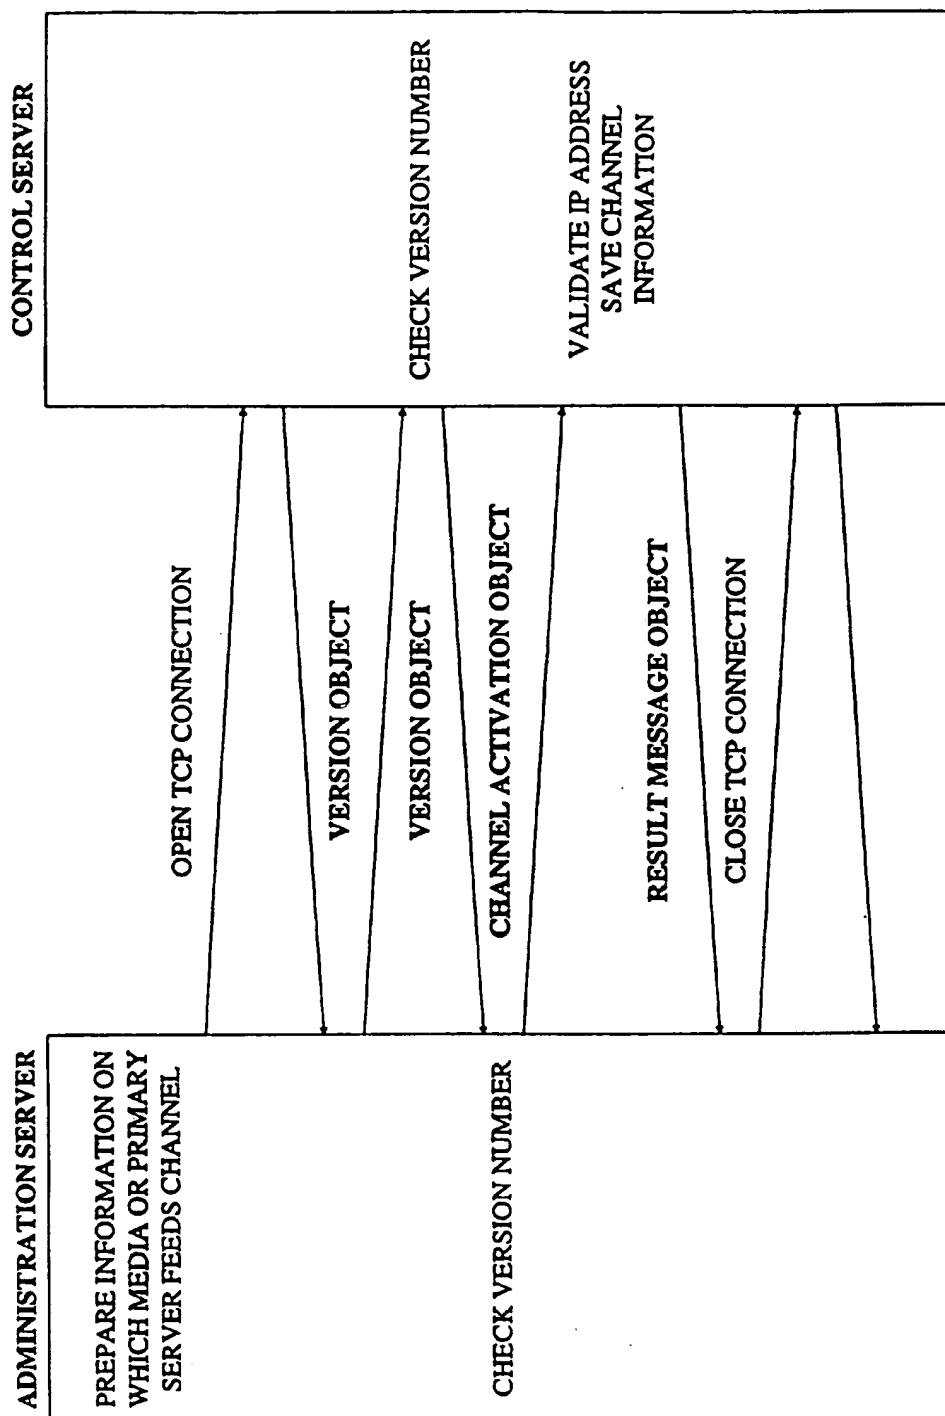 ADMINISTRATION SERVER
CONTROL SERVER
PREPARE INFORMATION ON
WHICH MEDIA OR PRIMARY
SERVER FEEDS CHANNEL
OPEN TCP CONNECTION
VERSION OBJECT
VERSION OBJECT
CHECK VERSION NUMBER
CHECK VERSION NUMBER
CHANNEL ACTIVATION OBJECT
VALIDATE IP ADDRESS
SAVE CHANNEL
INFORMATION
RESULT MESSAGE OBJECT
CLOSE TCP CONNECTION